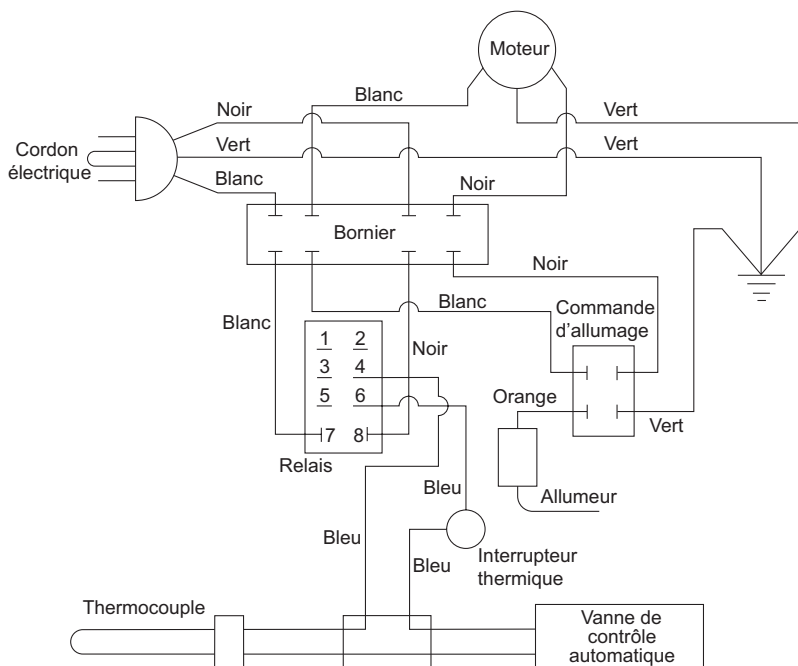 Moteur
Blanc
Noir
Vert
Cordon
électrique
Vert
Vert
Blanc
Noir
Bornier
Noir
Blanc
Commande
d'allumage
Blanc
1 2
3 4
5 6
7 8
Noir
Relais
Orange
Vert
Bleu
Allumeur
Bleu
Bleu
Interrupteur
thermique
Thermocouple
Vanne de
contrôle
automatique